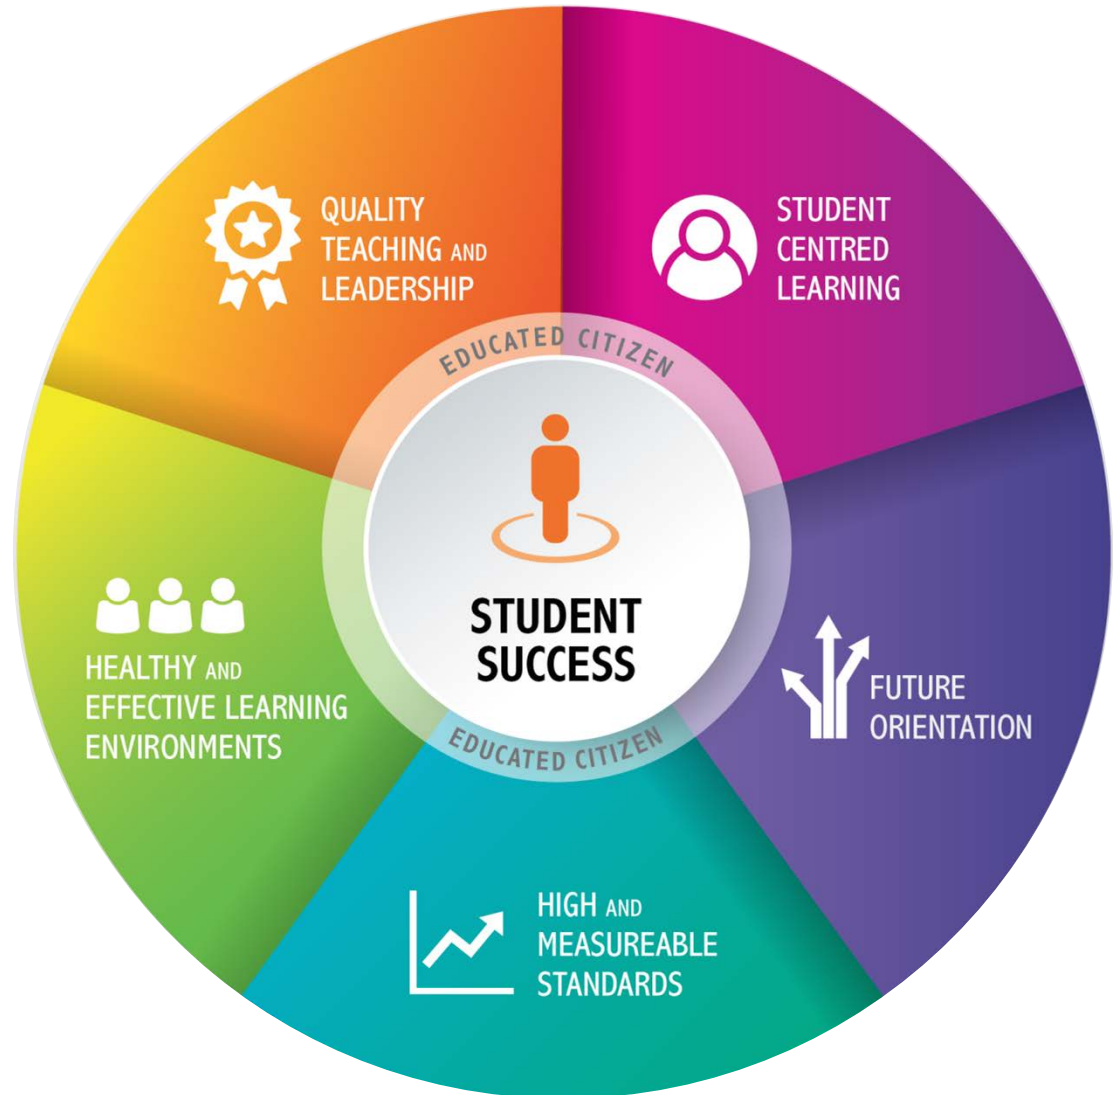 QUALITY
TEACHING AND
LEADERSHIP
STUDENT
CENTRED
LEARNING
EDUCATED CITIZEN
STUDENT
SUCCESS
EDUCATED CITIZEN
HEALTHY AND
EFFECTIVE LEARNING
ENVIRONMENTS
FUTURE
ORIENTATION
HIGH AND
MEASUREABLE
STANDARDS